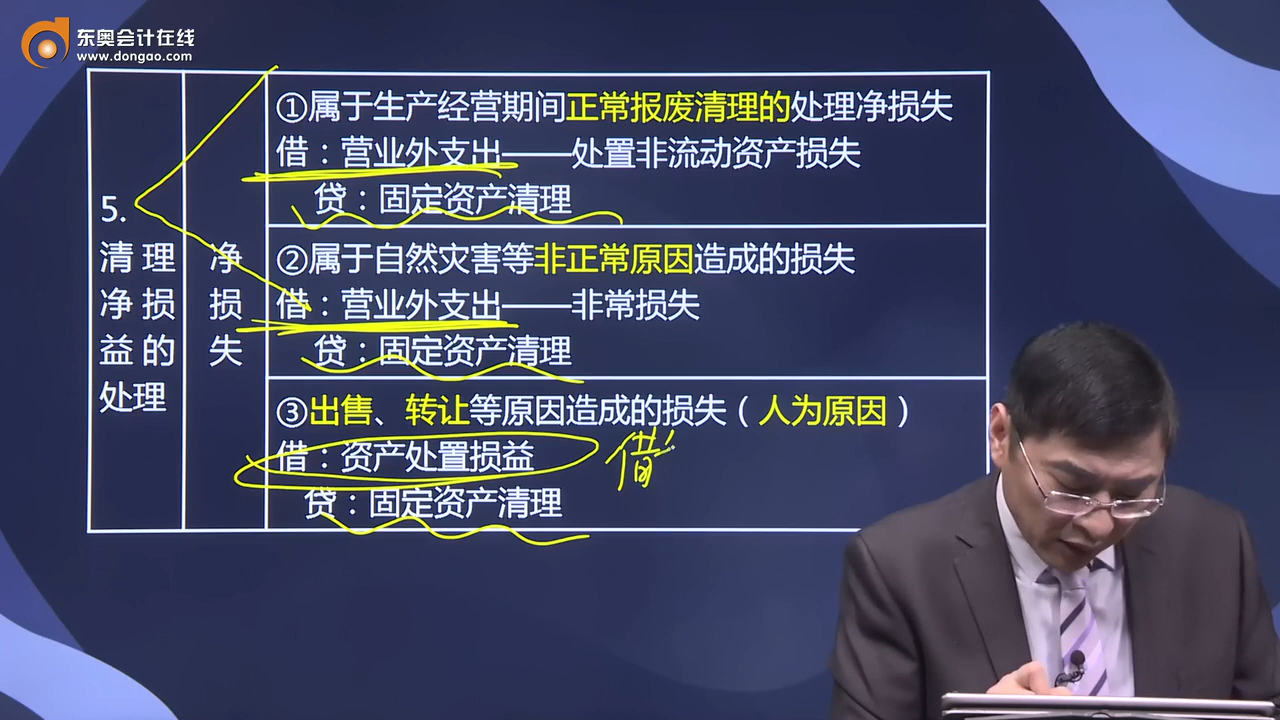 东奥会计在线
www.dongao.com
5.
清理
净损
益的
处理
净
损
失
①属于生产经营期间正常报废清理的处理净损失
借：营业外支出——处置非流动资产损失
贷：固定资产清理
②属于自然灾害等非正常原因造成的损失
借：营业外支出——非常损失
贷：固定资产清理
③出售、转让等原因造成的损失（人为原因）
借：资产处置损益
借
贷：固定资产清理